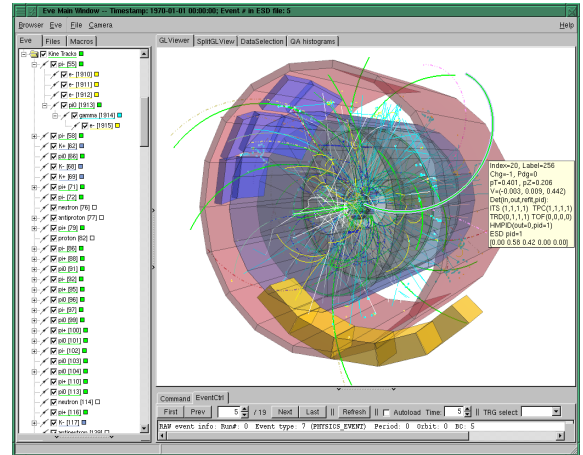 Eve Main Window -- Timestamp: 1970-01-01 00:00:00; Event # in ESD file: 5
Browser Eve File Camera Help
Eve Files Macros
GLViewer SplitGLView DataSelection QA histograms
Kine Tracks
pi- [55]
e- [1910]
e- [1911]
e- [1912]
pi0 [1913]
gamma [1914]
e- [1915]
pi- [58]
K+ [62]
pi0 [66]
K- [68]
K+ [69]
pi+ [71]
pi+ [72]
neutron [76]
antiproton [77]
pi+ [79]
proton [82]
pi- [86]
pi+ [88]
pi0 [91]
pi- [92]
pi+ [95]
pi0 [96]
pi- [97]
pi0 [99]
pi+ [100]
pi0 [101]
pi- [102]
pi0 [103]
pi0 [104]
pi+ [110]
pi0 [113]
neutron [114]
pi+ [116]
K- [117]
Index=20, Label=256
Chg=-1, Pdg=0
pT=0.401, pZ=0.206
V=(-0.003, 0.009, 0.442)
Det(in,out,refit,pid):
ITS (1,1,1,1) TPC(1,1,1,1)
TRD(0,1,1,1) TOF(0,0,0,0)
HMPID(out=0,pid=1)
ESD pid=1
[0.00 0.56 0.42 0.00 0.00]
Command EventCtrl
First Prev 5 / 19 Next Last || Refresh || Autoload Time: 5 || TRG select
RAW event info: Run#: 0 Event type: 7 (PHYSICS_EVENT) Period: 0 Orbit: 0 BC: 5